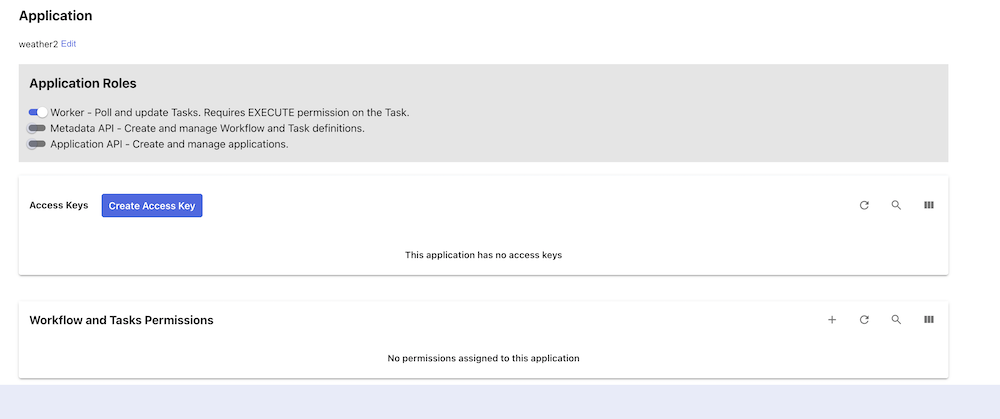 Application
weather2 Edit
Application Roles
Worker - Poll and update Tasks. Requires EXECUTE permission on the Task.
Metadata API - Create and manage Workflow and Task definitions.
Application API - Create and manage applications.
Access Keys Create Access Key
This application has no access keys
Workflow and Tasks Permissions
No permissions assigned to this application